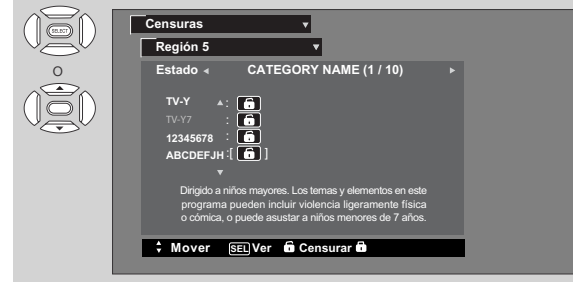 SELECT
Censuras
Región 5
O
Estado CATEGORY NAME (1 / 10)
TV-Y :
TV-Y7 :
12345678 :
ABCDEFJH :[ ]
Dirigido a niños mayores. Los temas y elementos en este
programa pueden incluir violencia ligeramente física
o cómica, o puede asustar a niños menores de 7 años.
Mover SEL Ver Censurar